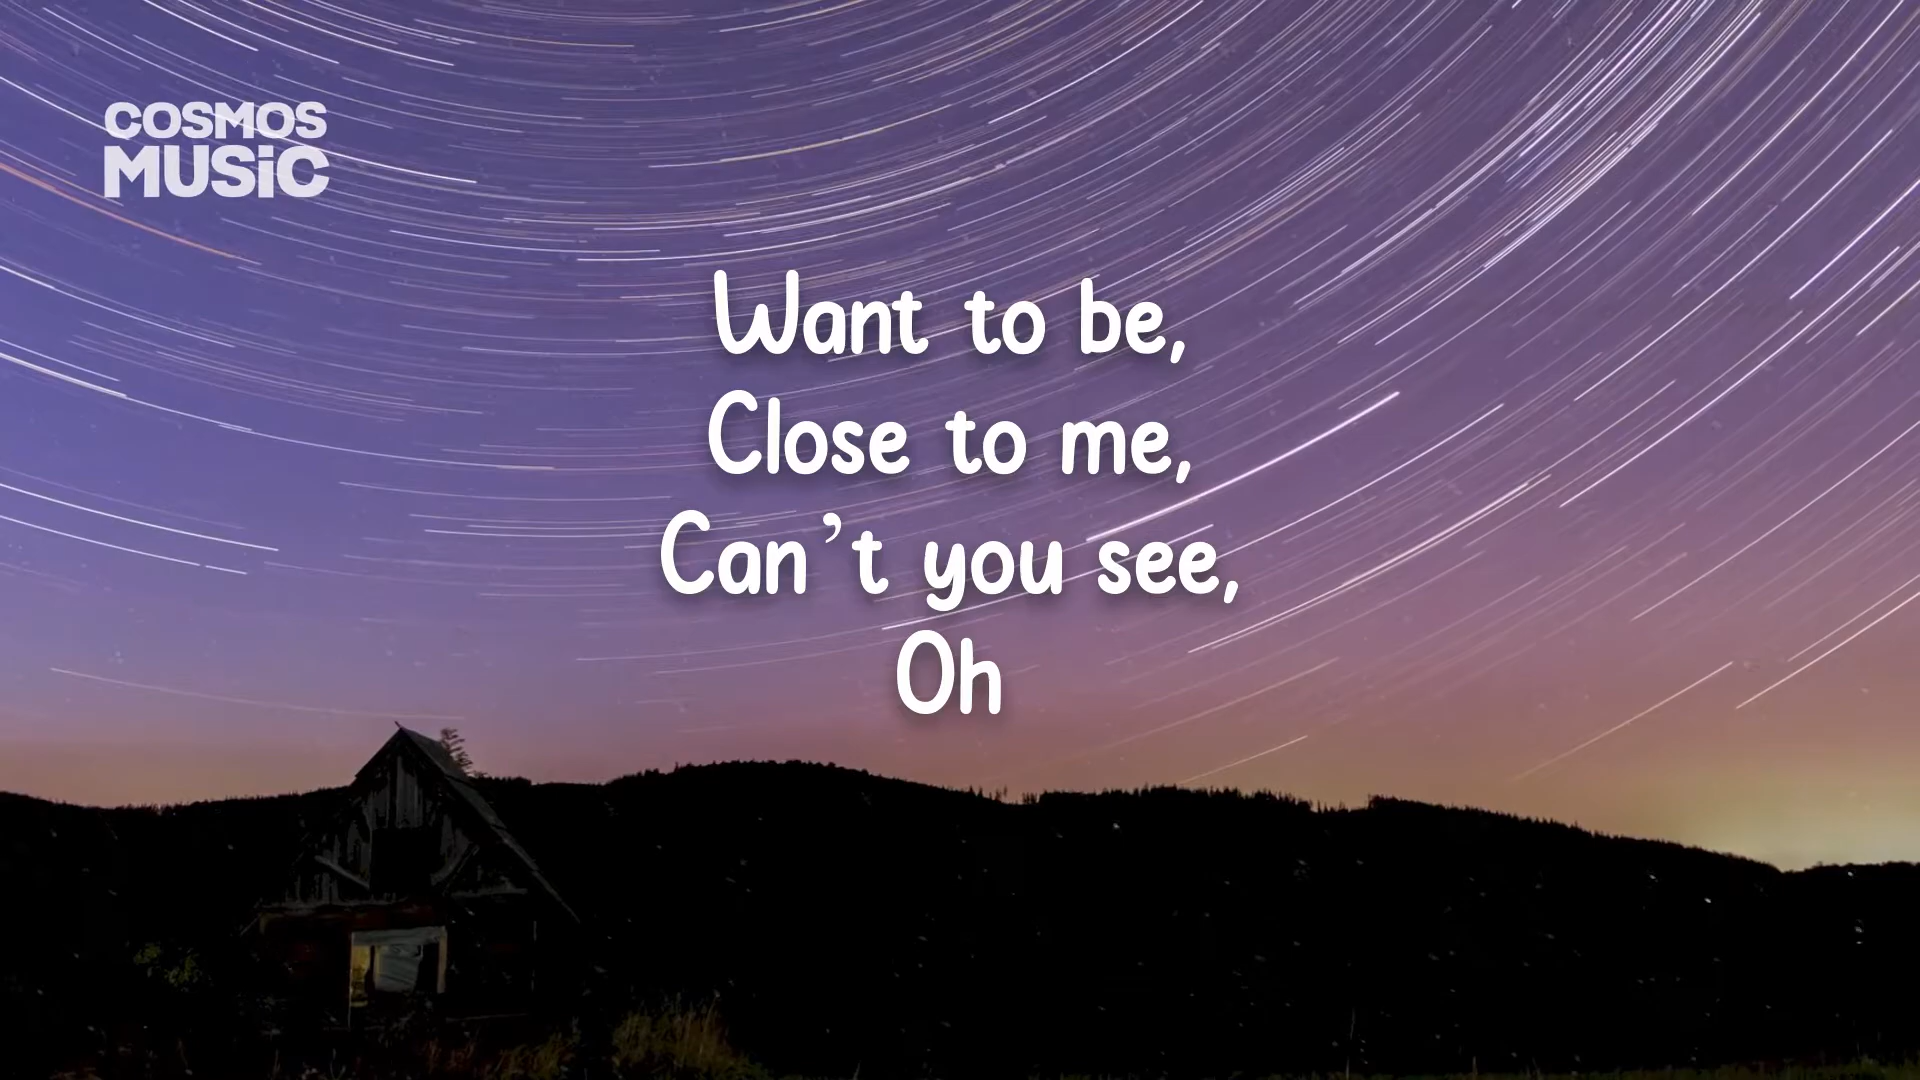 COSMOS
MUSiC
Want to be,
Close to me,
Can’t you see,
Oh